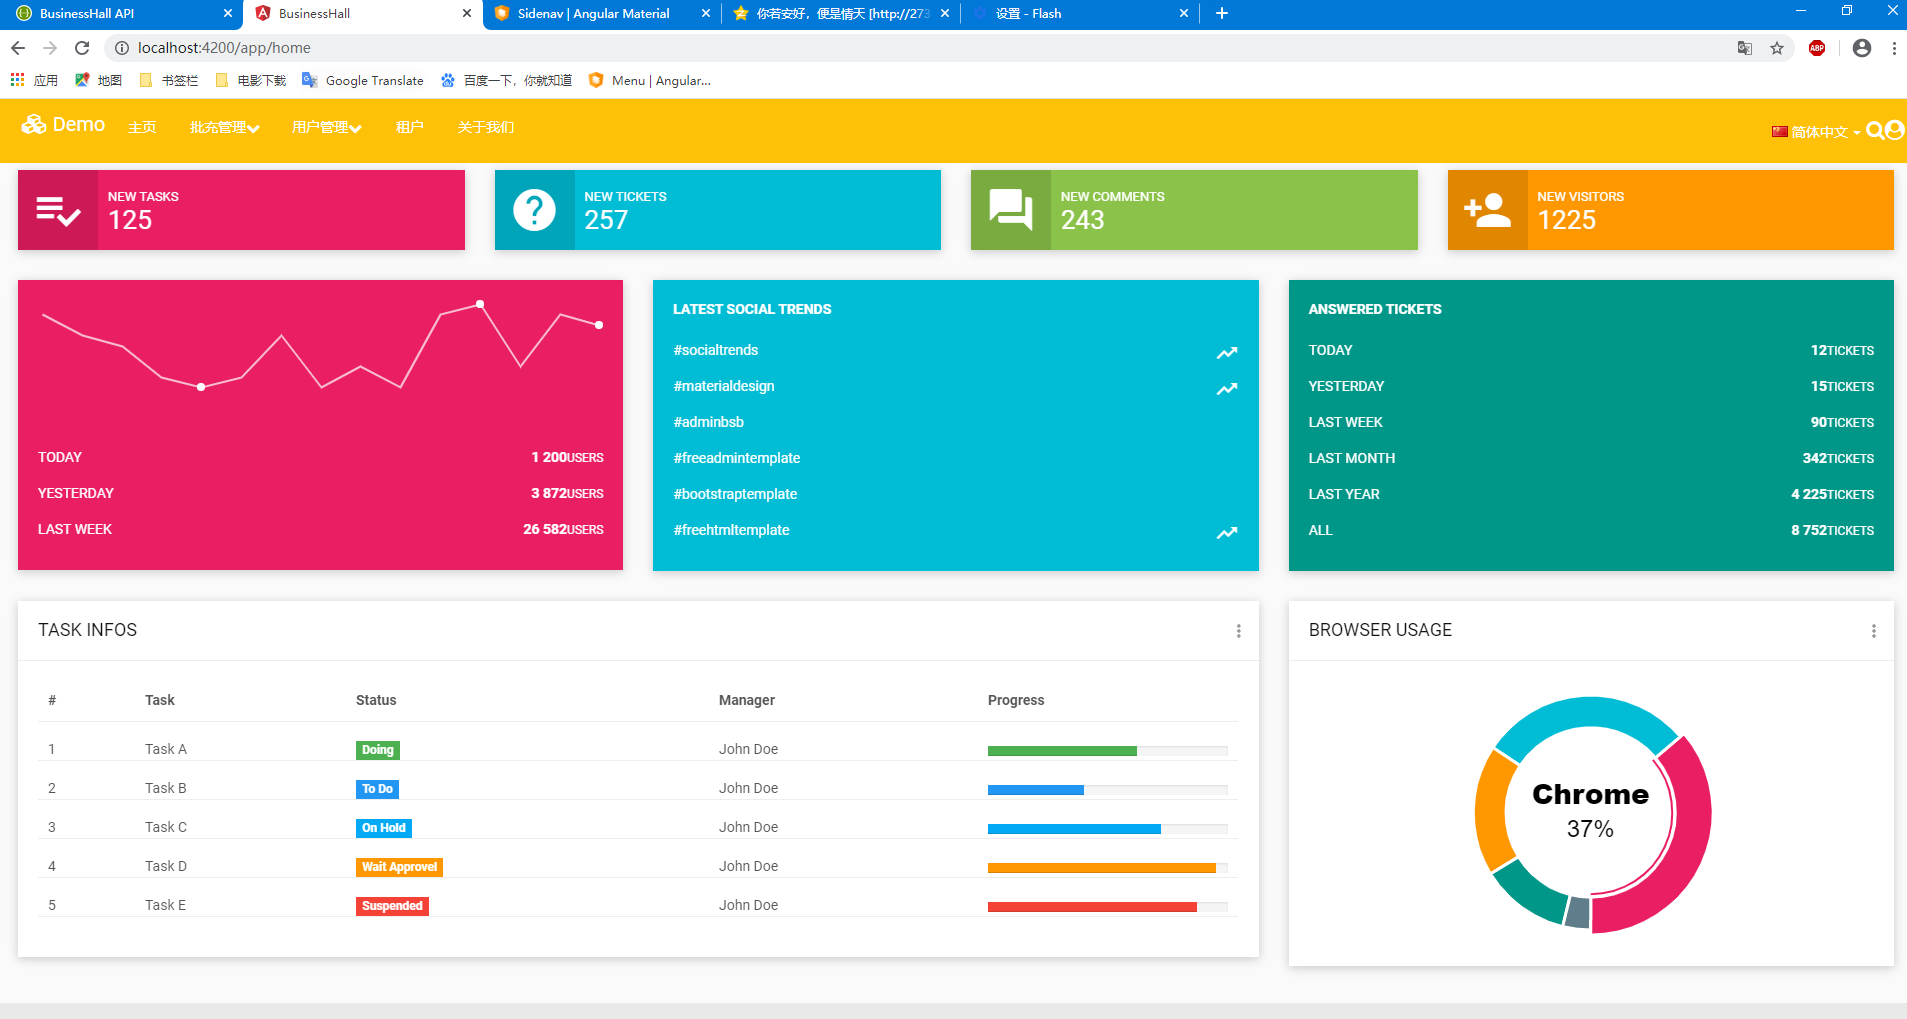 BusinessHall API
BusinessHall
Sidenav | Angular Material
你若安好，便是情天 [http://273
设置 - Flash
localhost:4200/app/home
ABP
应用
地图
书签栏
电影下载
Google Translate
百度一下，你就知道
Menu | Angular...
Demo
主页
批充管理
用户管理
租户
关于我们
简体中文
NEW TASKS
125
NEW TICKETS
257
NEW COMMENTS
243
NEW VISITORS
1225
TODAY 1 200USERS
YESTERDAY 3 872USERS
LAST WEEK 26 582USERS
LATEST SOCIAL TRENDS
#socialtrends
#materialdesign
#adminbsb
#freeadmintemplate
#bootstraptemplate
#freehtmltemplate
ANSWERED TICKETS
TODAY 12TICKETS
YESTERDAY 15TICKETS
LAST WEEK 90TICKETS
LAST MONTH 342TICKETS
LAST YEAR 4 225TICKETS
ALL 8 752TICKETS
TASK INFOS
# Task Status Manager Progress
1 Task A Doing John Doe
2 Task B To Do John Doe
3 Task C On Hold John Doe
4 Task D Wait Approvel John Doe
5 Task E Suspended John Doe
BROWSER USAGE
Chrome
37%